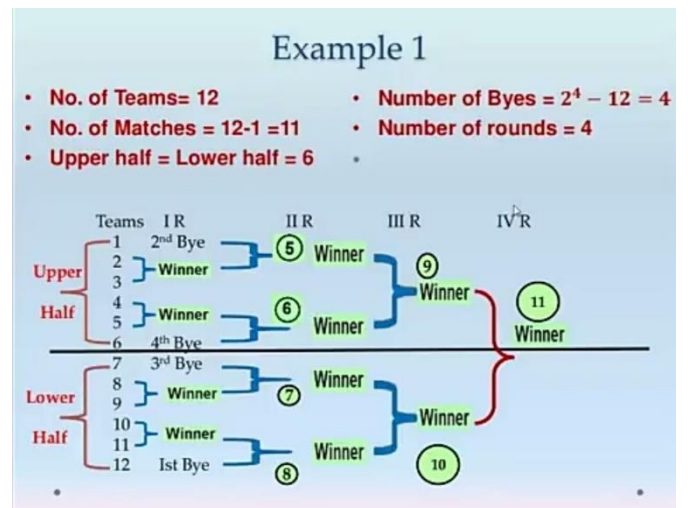 Example 1
• No. of Teams= 12
• No. of Matches = 12-1 =11
• Upper half = Lower half = 6
• Number of Byes = 2⁴ − 12 = 4
• Number of rounds = 4
•
Teams I R II R III R IV R
1 2nd Bye
5 Winner
2
Winner
3
9
Winner
Upper
Half
4
Winner
5
6 Winner
6 4th Bye
11
Winner
7 3rd Bye
7 Winner
8
Winner
9
Winner
10
Lower
Half
10
Winner
11
8 Winner
12 Ist Bye